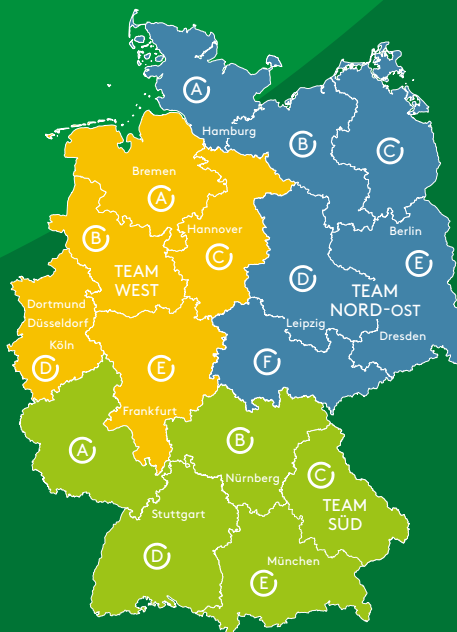 A
Hamburg
B
C
Bremen
A
B
Hannover
C
Berlin
E
TEAM
WEST
D
TEAM
NORD-OST
Dortmund
Düsseldorf
Köln
D
E
Leipzig
Dresden
F
Frankfurt
A
B
Nürnberg
C
TEAM
SÜD
Stuttgart
D
München
E